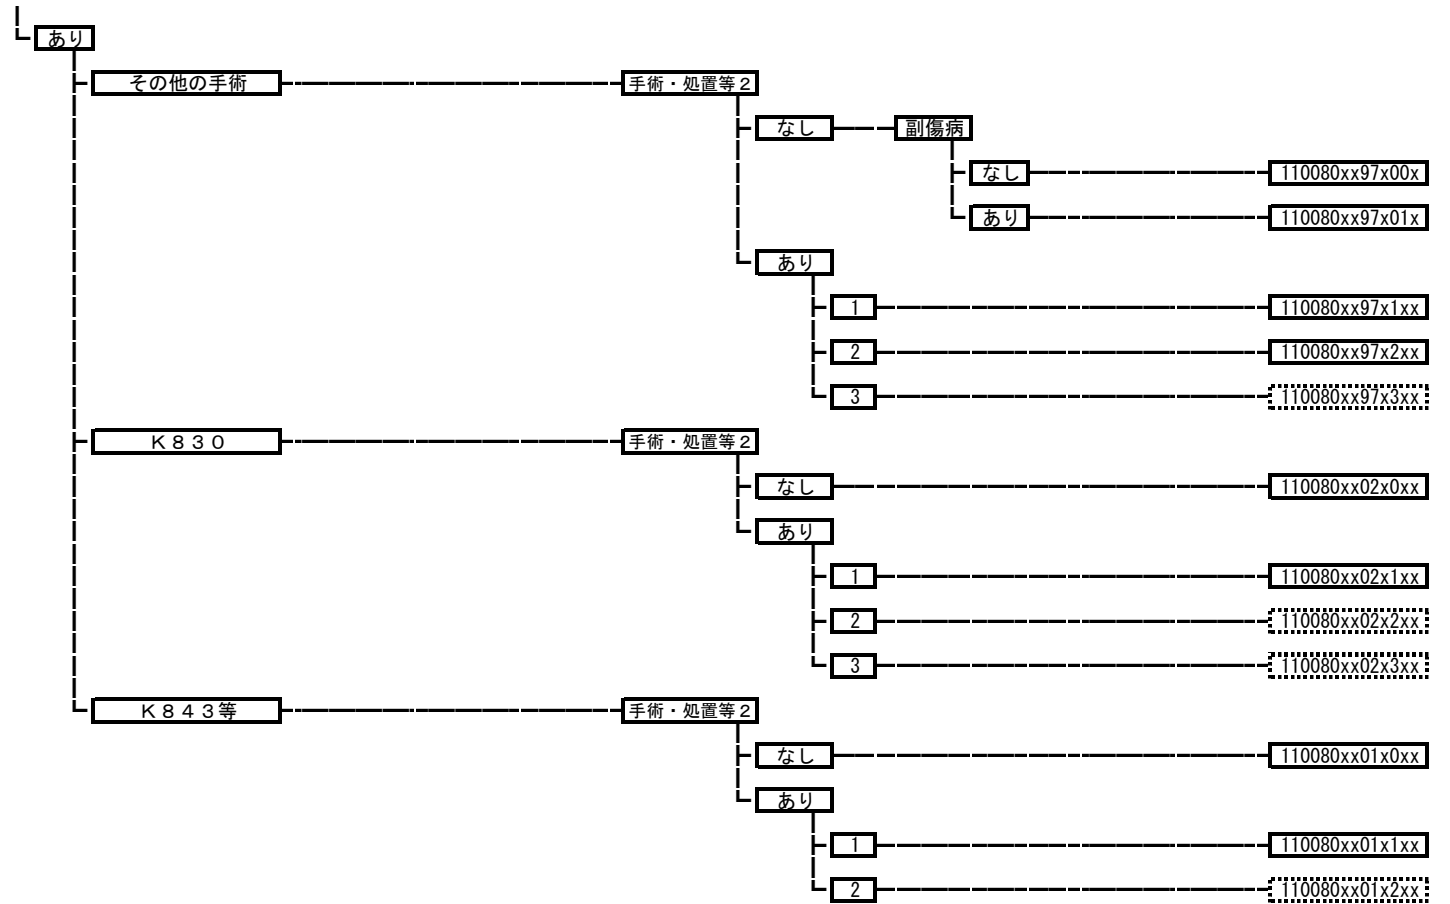 あり
その他の手術 手術・処置等２
なし 副傷病
なし 110080xx97x00x
あり 110080xx97x01x
あり
1 110080xx97x1xx
2 110080xx97x2xx
3 110080xx97x3xx
Ｋ８３０ 手術・処置等２
なし 110080xx02x0xx
あり
1 110080xx02x1xx
2 110080xx02x2xx
3 110080xx02x3xx
Ｋ８４３等 手術・処置等２
なし 110080xx01x0xx
あり
1 110080xx01x1xx
2 110080xx01x2xx